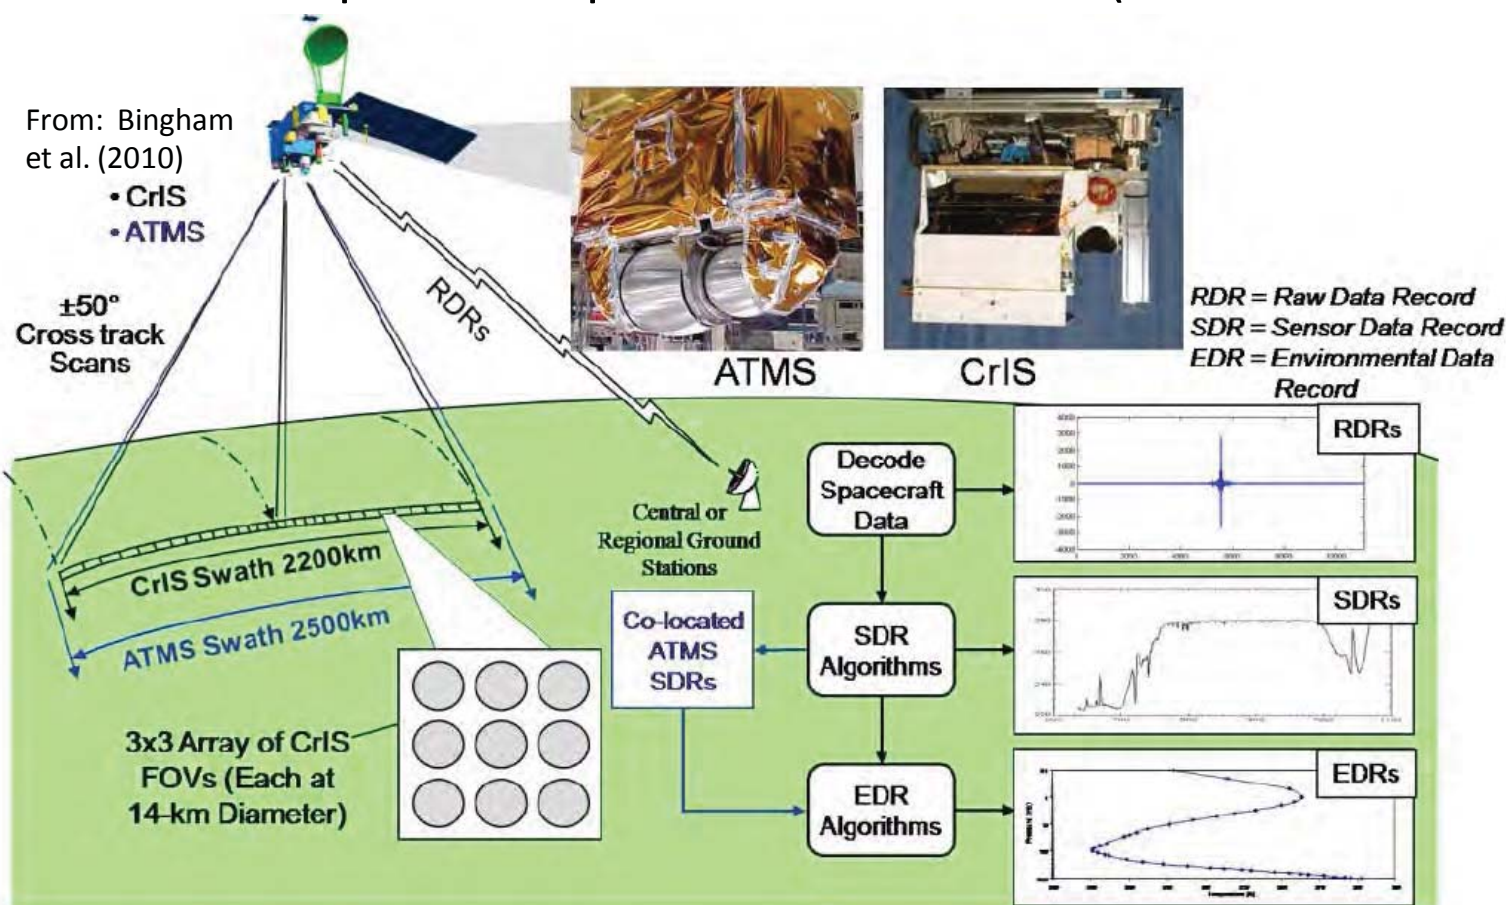 From: Bingham
et al. (2010)
• CrIS
• ATMS
±50°
Cross track
Scans
RDRs
ATMS
CrIS
RDR = Raw Data Record
SDR = Sensor Data Record
EDR = Environmental Data
Record
CrIS Swath 2200km
ATMS Swath 2500km
3x3 Array of CrIS
FOVs (Each at
14-km Diameter)
Central or
Regional Ground
Stations
Co-located
ATMS
SDRs
Decode
Spacecraft
Data
SDR
Algorithms
EDR
Algorithms
RDRs
SDRs
EDRs